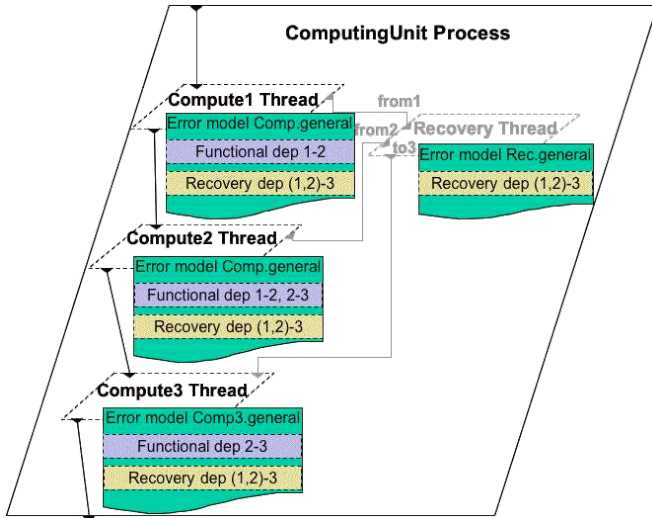 ComputingUnit Process
Compute1 Thread
from1
Error model Comp.general
from2
Recovery Thread
to3
Functional dep 1-2
Error model Rec.general
Recovery dep (1,2)-3
Recovery dep (1,2)-3
Compute2 Thread
Error model Comp.general
Functional dep 1-2, 2-3
Recovery dep (1,2)-3
Compute3 Thread
Error model Comp3.general
Functional dep 2-3
Recovery dep (1,2)-3